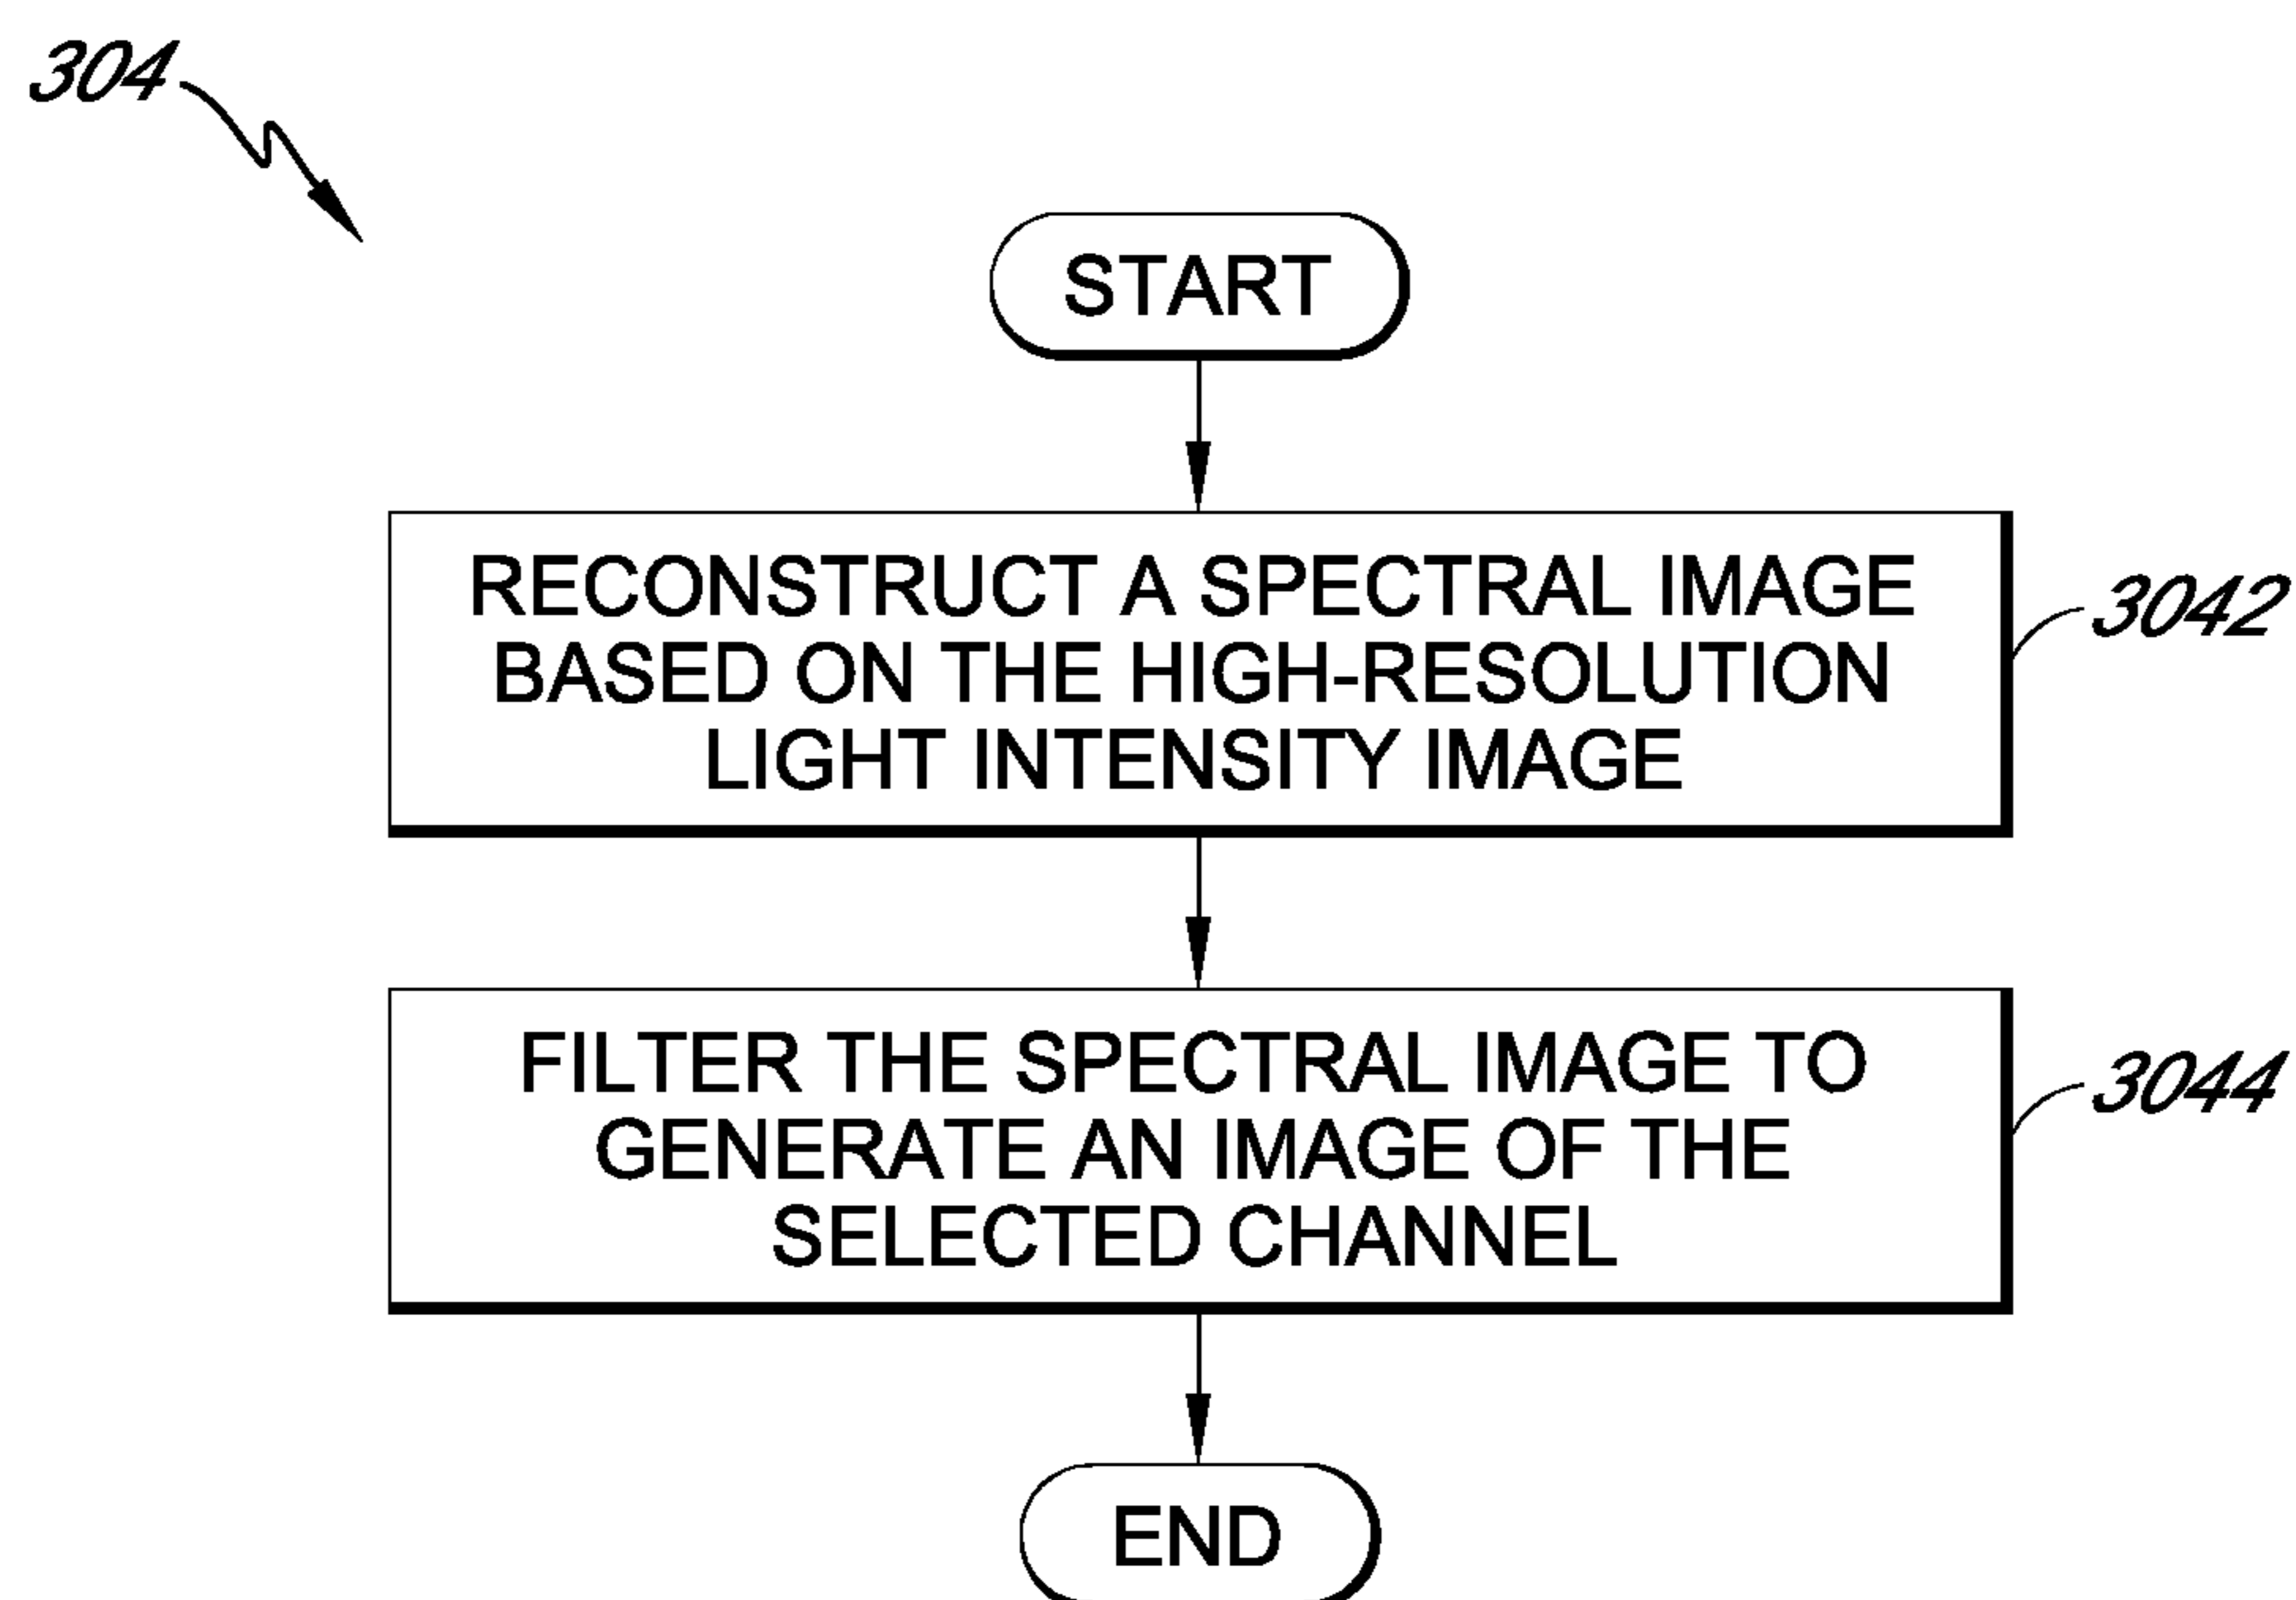 304
START
RECONSTRUCT A SPECTRAL IMAGE
BASED ON THE HIGH-RESOLUTION
LIGHT INTENSITY IMAGE
3042
FILTER THE SPECTRAL IMAGE TO
GENERATE AN IMAGE OF THE
SELECTED CHANNEL
3044
END